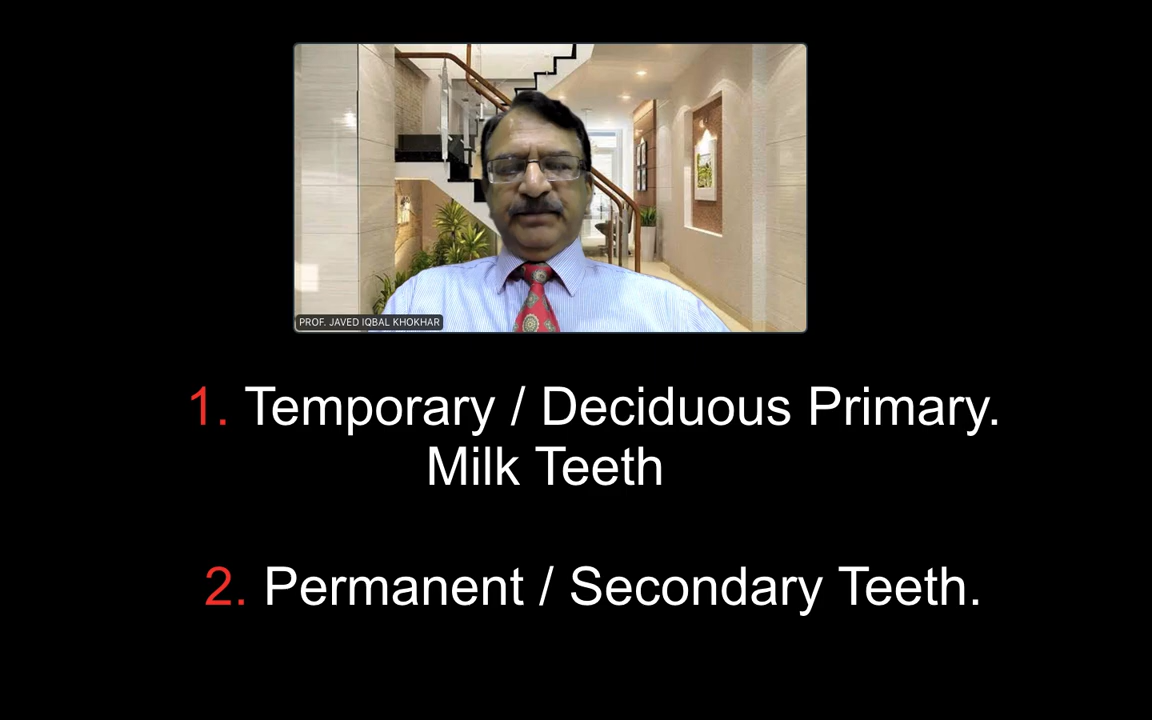 PROF. JAVED IQBAL KHOKHAR
1. Temporary / Deciduous Primary.
Milk Teeth
2. Permanent / Secondary Teeth.